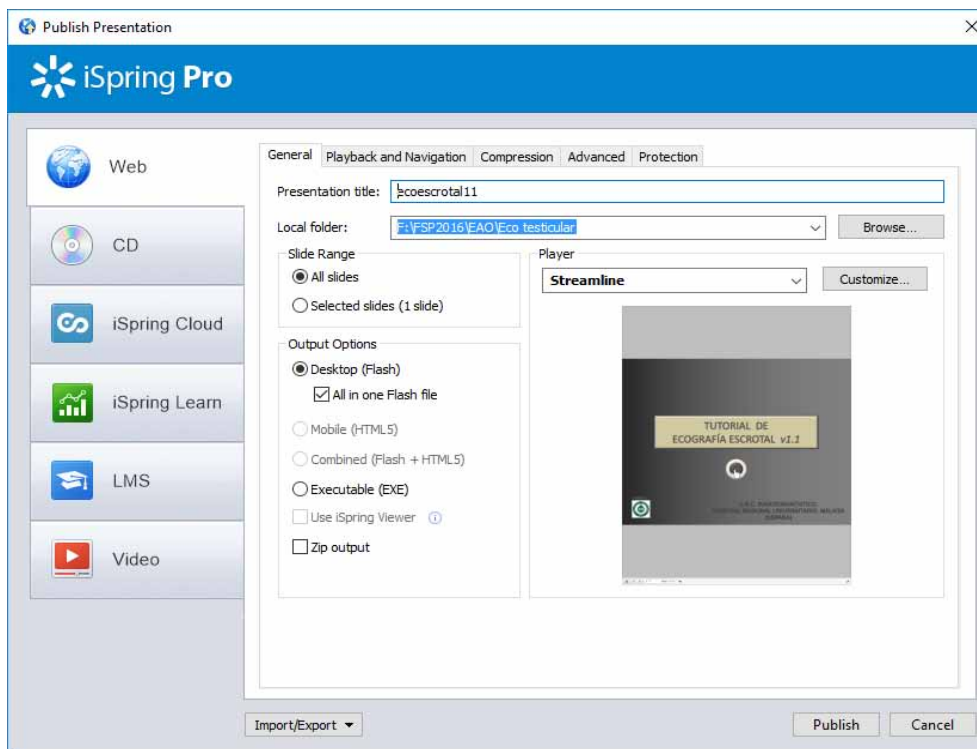 Publish Presentation
iSpring Pro
Web
CD
iSpring Cloud
iSpring Learn
LMS
Video
General Playback and Navigation Compression Advanced Protection
Presentation title: ecoescrotal11
Local folder: F:\FSP2016\EAO\Eco testicular Browse...
Slide Range
All slides
Selected slides (1 slide)
Output Options
Desktop (Flash)
All in one Flash file
Mobile (HTML5)
Combined (Flash + HTML5)
Executable (EXE)
Use iSpring Viewer
Zip output
Player
Streamline Customize...
TUTORIAL DE
ECOGRAFÍA ESCROTAL v1.1
Import/Export Publish Cancel